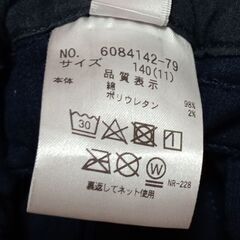 NO. 6084142-79
サイズ 140(11)
品質表示
本体
綿 98%
ポリウレタン 2%
30
裏返してネット使用
NR-228